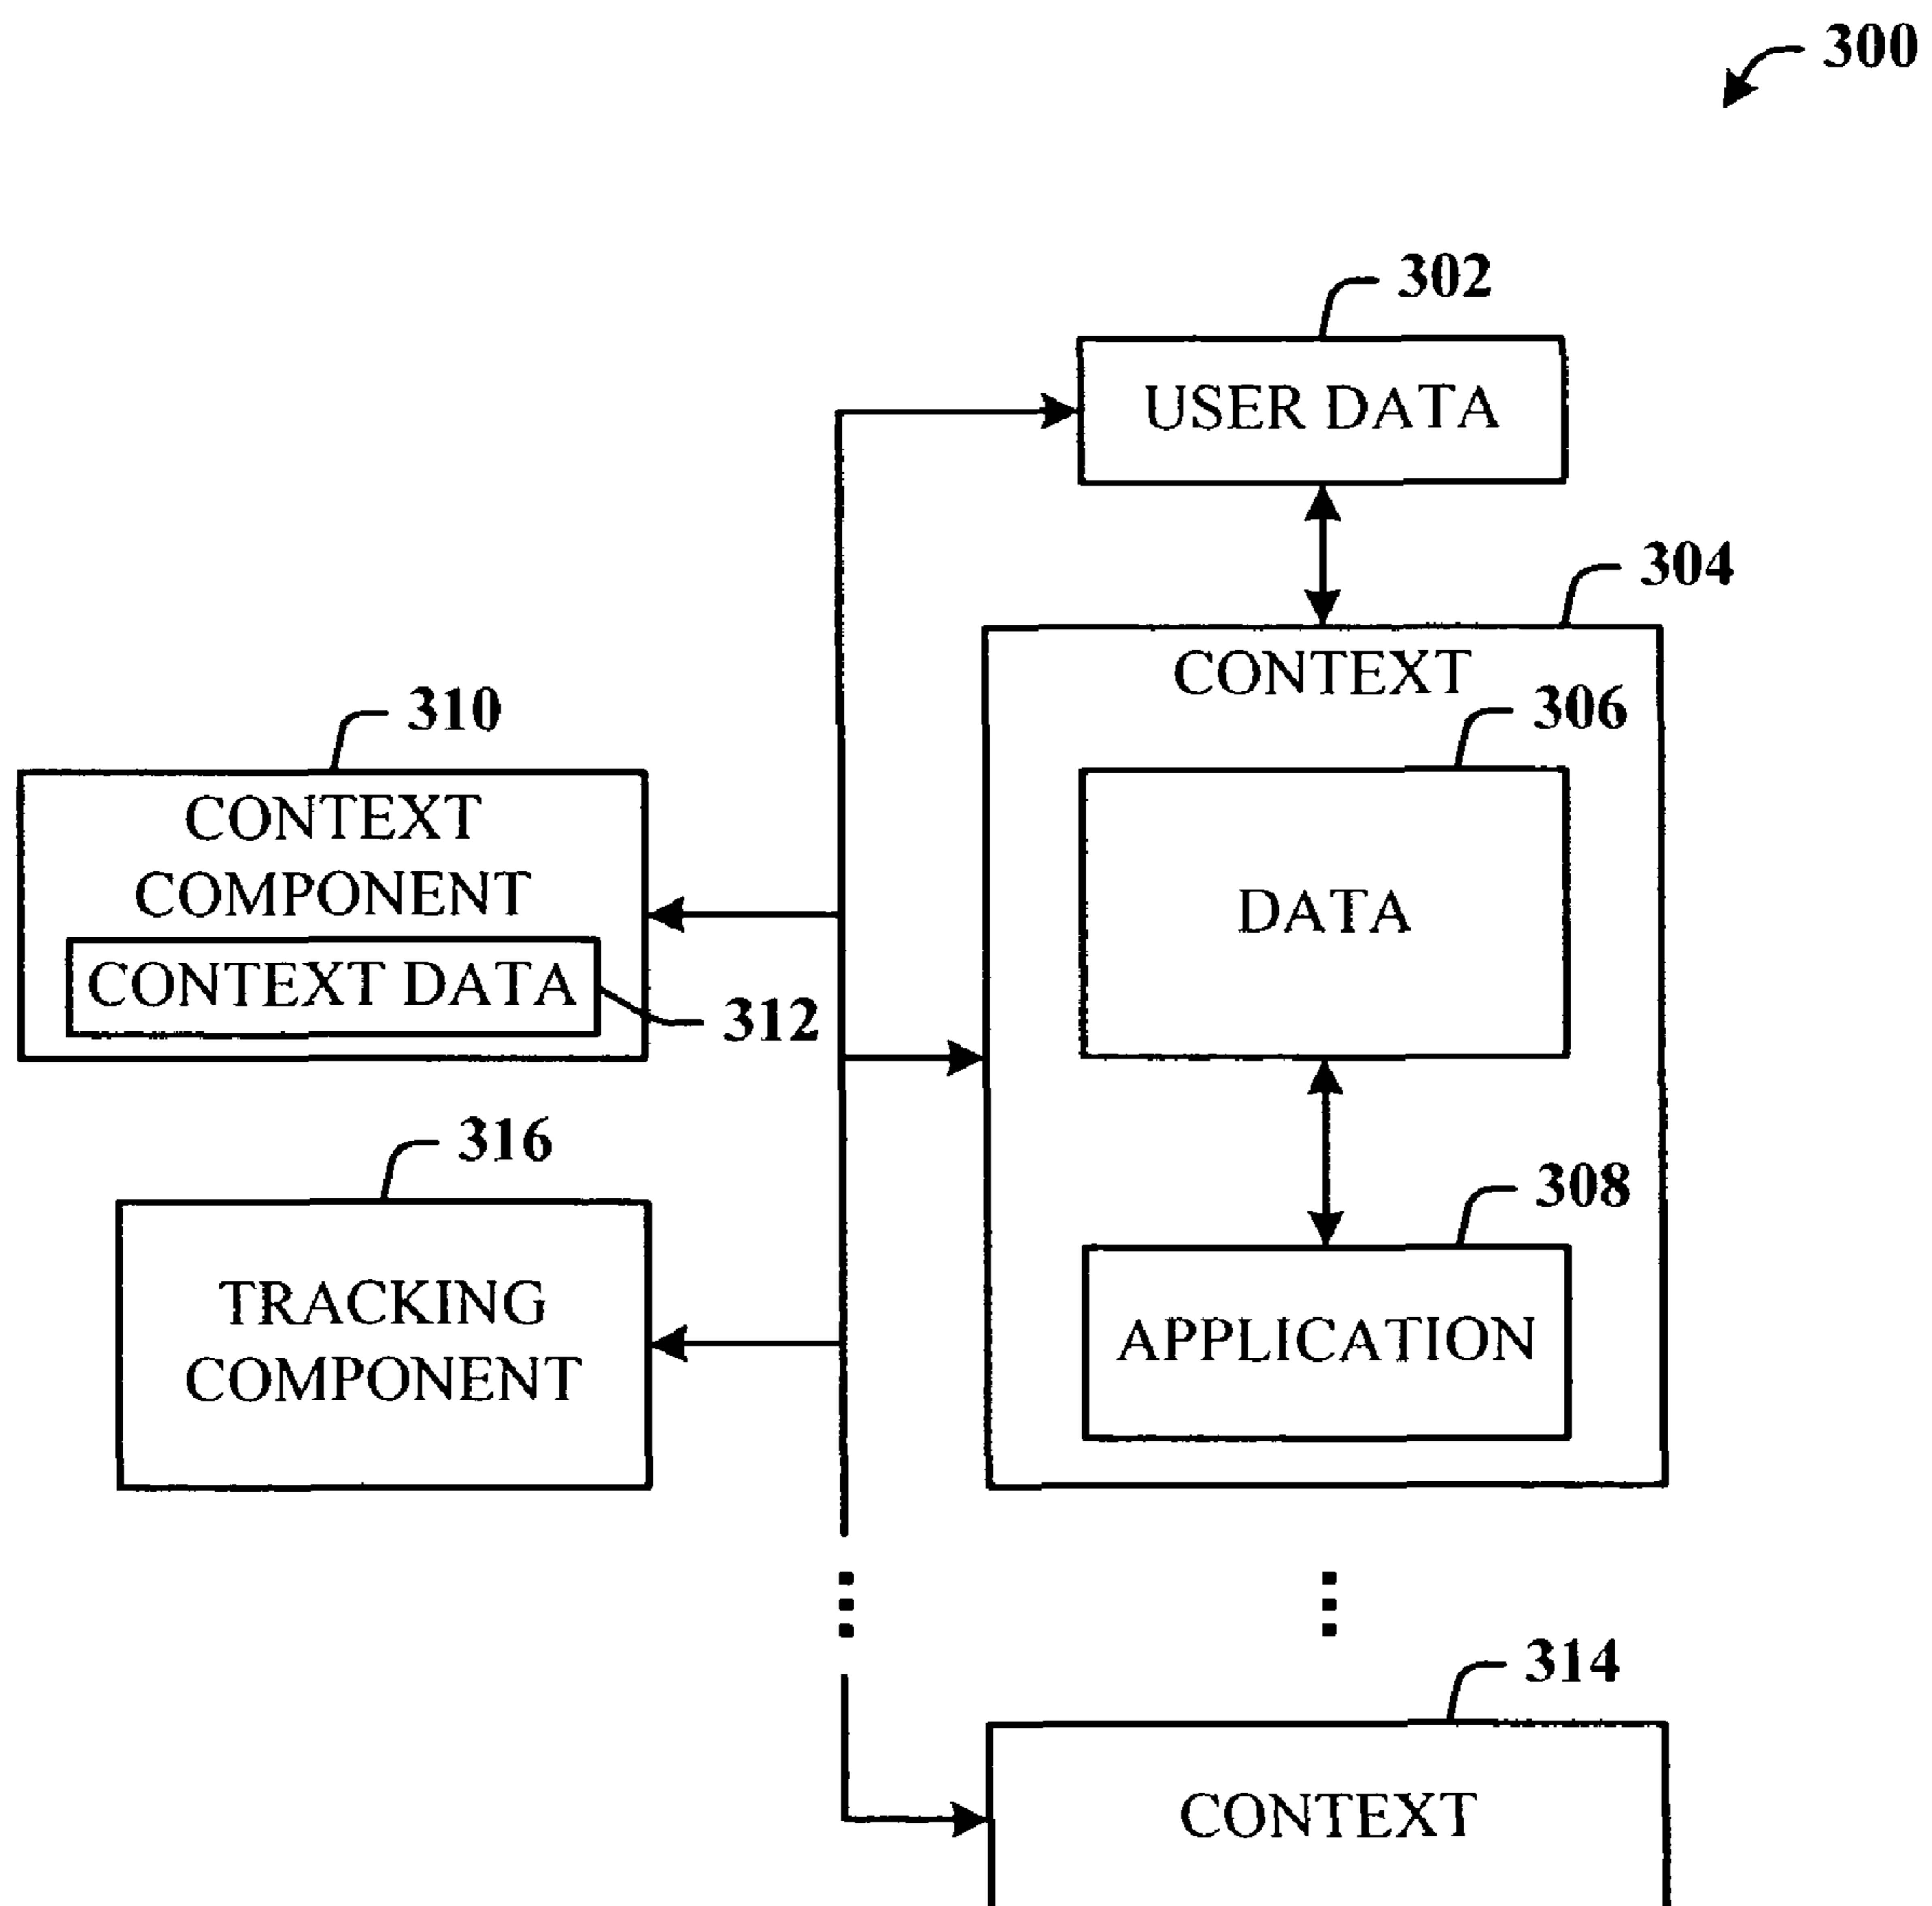 300
302
USER DATA
304
CONTEXT
306
DATA
310
CONTEXT
COMPONENT
CONTEXT DATA
312
316
TRACKING
COMPONENT
308
APPLICATION
314
CONTEXT